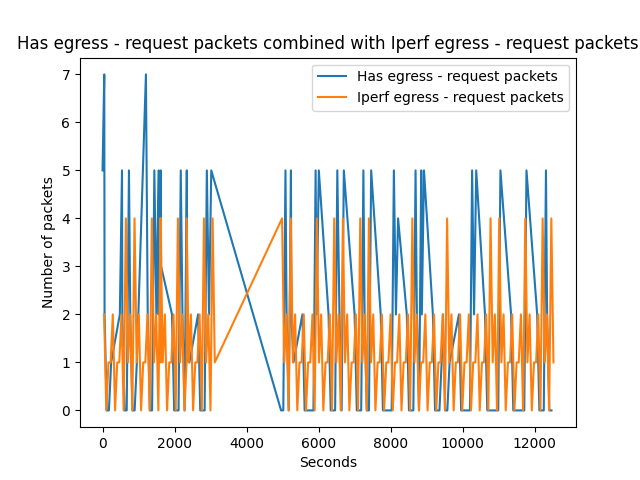 Has egress - request packets combined with Iperf egress - request packets
Has egress - request packets
Iperf egress - request packets
Number of packets
7
6
5
4
3
2
1
0
0 2000 4000 6000 8000 10000 12000
Seconds